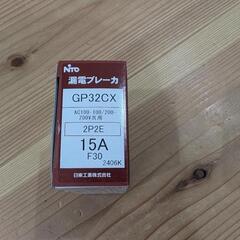 NITO
漏電ブレーカ
GP32CX
AC100-100/200-
200V共用
2P2E
15A
F30
2406K
日東工業株式会社